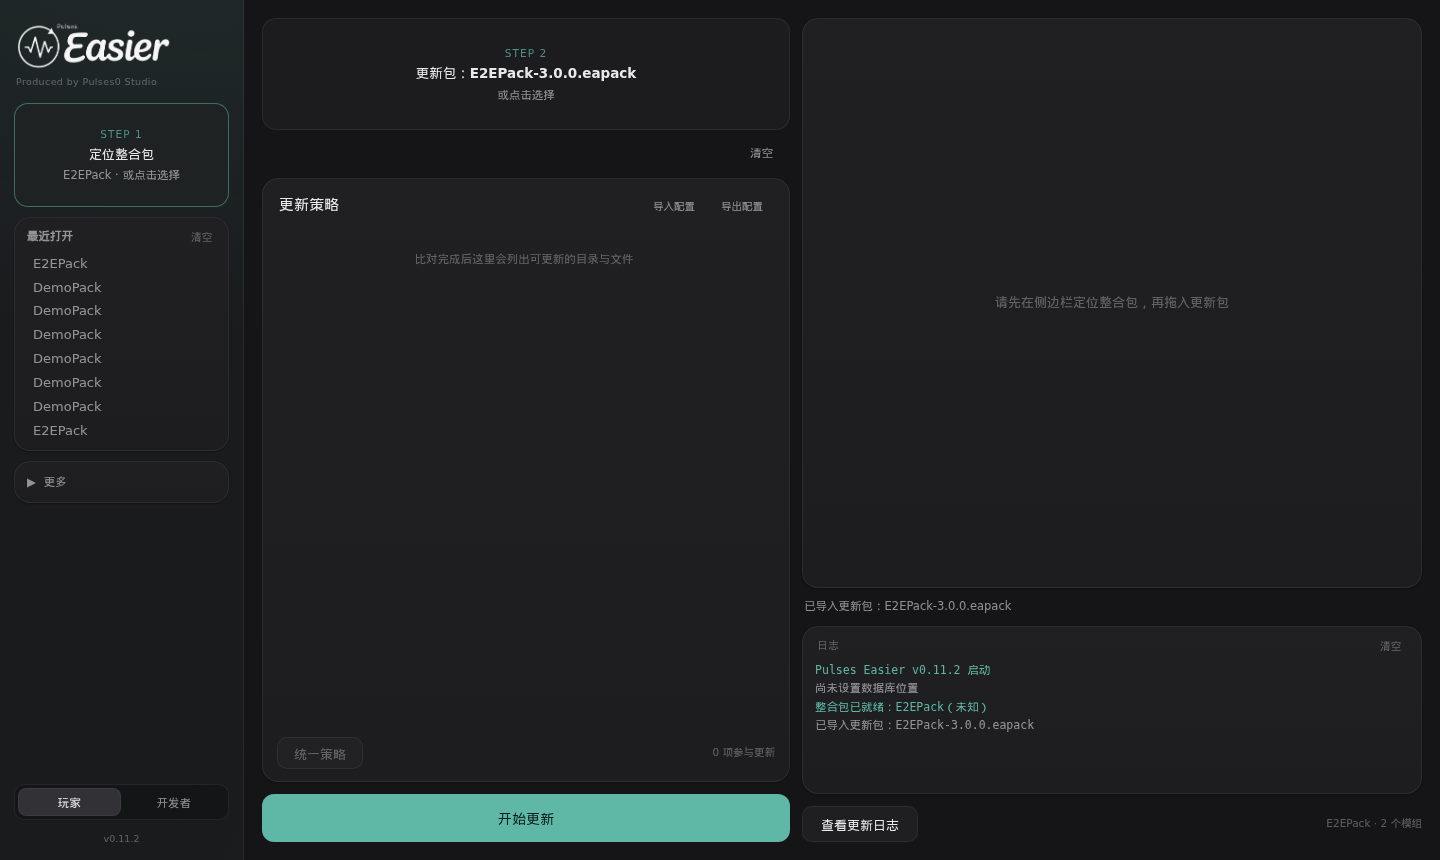 Pulses
Easier
Produced by Pulses0 Studio
STEP 1
定位整合包
E2EPack · 或点击选择
最近打开
清空
E2EPack
DemoPack
DemoPack
DemoPack
DemoPack
DemoPack
DemoPack
E2EPack
▶ 更多
玩家
开发者
v0.11.2
STEP 2
更新包：E2EPack-3.0.0.eapack
或点击选择
清空
更新策略
导入配置
导出配置
比对完成后这里会列出可更新的目录与文件
统一策略
0 项参与更新
开始更新
请先在侧边栏定位整合包，再拖入更新包
已导入更新包：E2EPack-3.0.0.eapack
日志
清空
Pulses Easier v0.11.2 启动
尚未设置数据库位置
整合包已就绪：E2EPack（未知）
已导入更新包：E2EPack-3.0.0.eapack
查看更新日志
E2EPack · 2 个模组